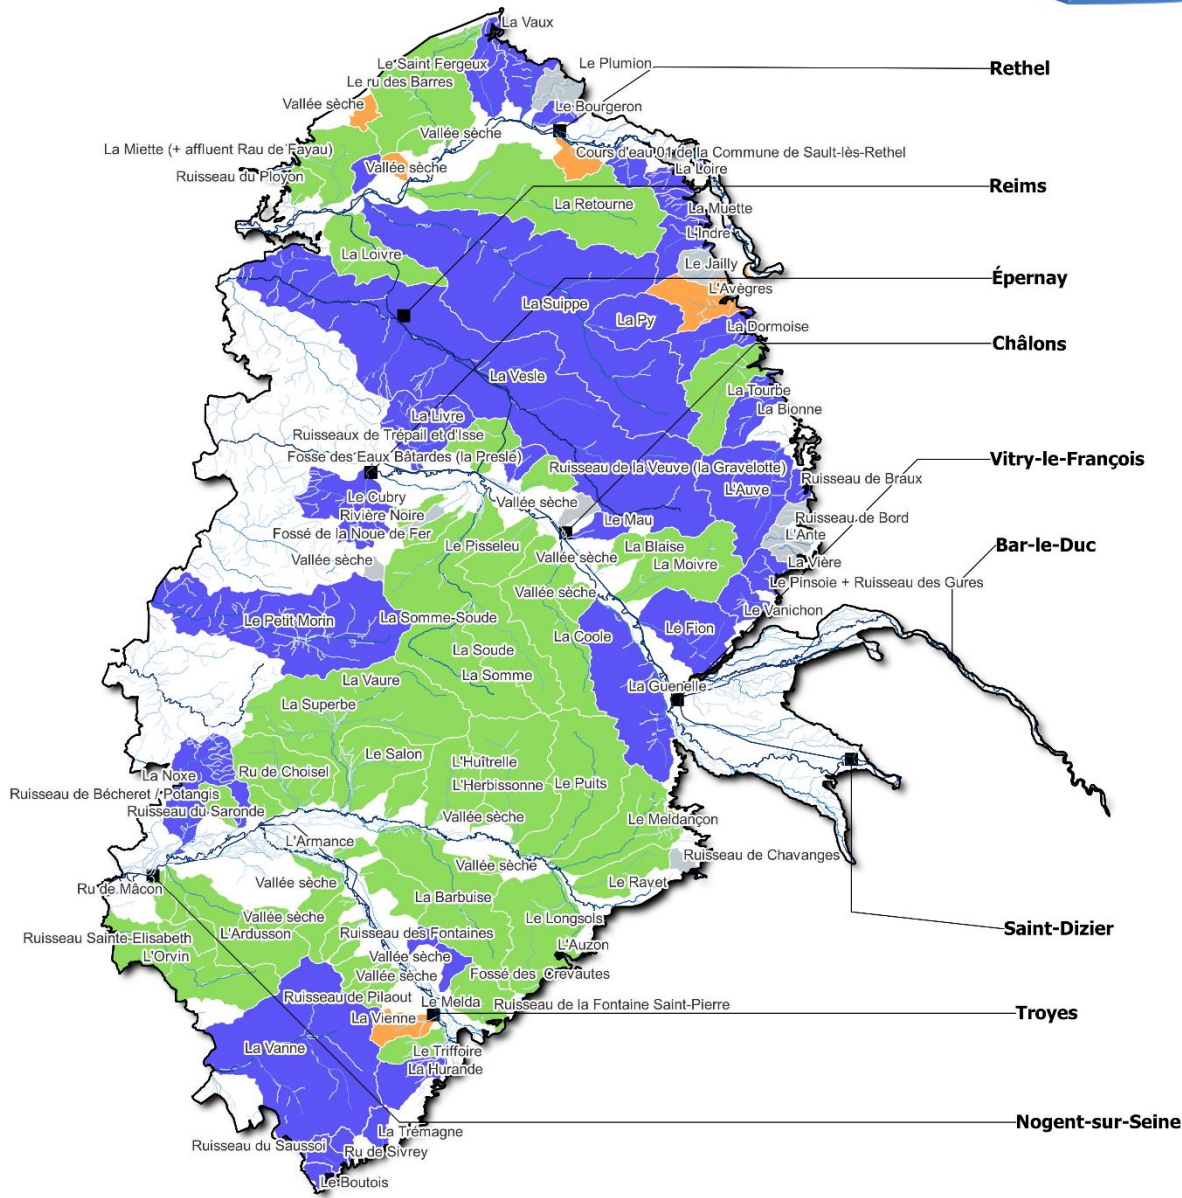 La Vaux
Le Saint Fergeux
Le Plumion
Rethel
Le ru des Barres
Vallée sèche
Le Bourgeron
Vallée sèche
La Miette (+ affluent Rau de Fayau)
Cours d'eau 01 de la Commune de Sault-lès-Rethel
Vallée sèche
La Loire
Ruisseau du Ployon
Reims
La Retourne
La Muette
L'Indre
La Loivre
Le Jailly
Épernay
L'Avègres
La Suippe
La Py
La Dormoise
Châlons
La Vesle
La Tourbe
La Bionne
La Livre
Ruisseaux de Trépail et d'Isse
Fossé des Eaux Bâtardes (la Presle)
Vitry-le-François
Ruisseau de la Veuve (la Gravelotte)
Ruisseau de Braux
L'Auve
Le Cubry
Vallée sèche
Rivière Noire
Le Mau
Ruisseau de Bord
Fossé de la Noue de Fer
L'Ante
Le Pisseleu
La Blaise
Bar-le-Duc
Vallée sèche
Vallée sèche
La Moivre
La Vière
Le Pinsoie + Ruisseau des Gures
Vallée sèche
Le Vanichon
Le Petit Morin
La Somme-Soude
La Coole
Le Fion
La Soude
La Somme
La Vaure
La Guenelle
La Superbe
Le Salon
L'Huîtrelle
Ru de Choisel
La Noxe
L'Herbissonne
Le Puits
Ruisseau de Bécheret / Potangis
Ruisseau du Saronde
Vallée sèche
Le Meldançon
L'Armance
Ruisseau de Chavanges
Vallée sèche
Vallée sèche
Ru de Mâcon
Le Ravet
La Barbuise
Vallée sèche
Le Longsols
Saint-Dizier
L'Ardusson
Ruisseau des Fontaines
Ruisseau Sainte-Elisabeth
L'Auzon
L'Orvin
Vallée sèche
Vallée sèche
Fossé des Crevautes
Ruisseau de Pilaout
Le Melda
Ruisseau de la Fontaine Saint-Pierre
La Vienne
Troyes
La Vanne
Le Triffoire
La Hurande
Nogent-sur-Seine
La Trémagne
Ruisseau du Saussoi
Ru de Sivrey
Le Boutois